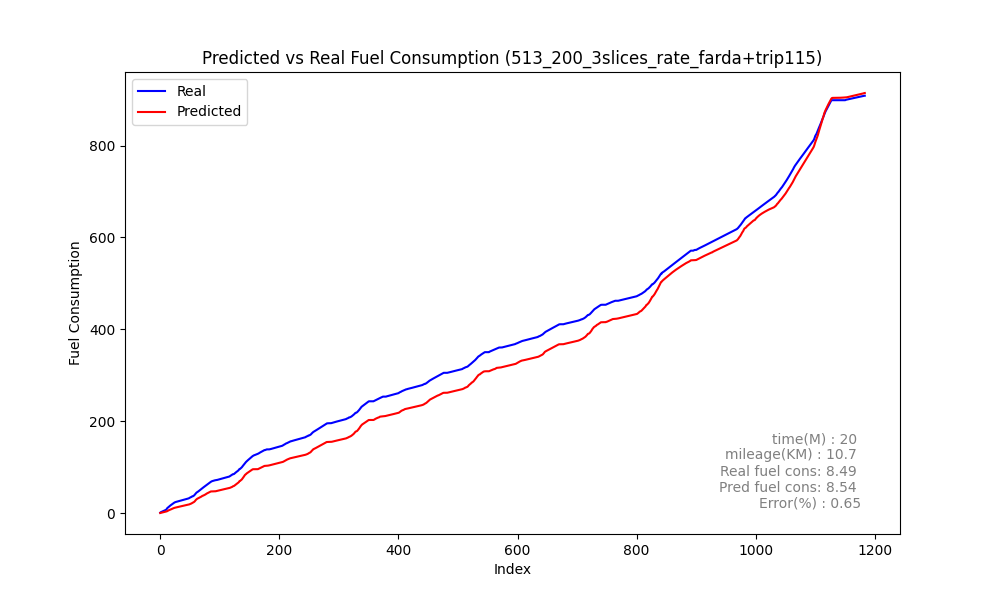 Predicted vs Real Fuel Consumption (513_200_3slices_rate_farda+trip115)
Real
Predicted
Fuel Consumption
800
600
400
200
0
time(M) : 20
mileage(KM) : 10.7
Real fuel cons: 8.49
Pred fuel cons: 8.54
Error(%) : 0.65
0 200 400 600 800 1000 1200
Index